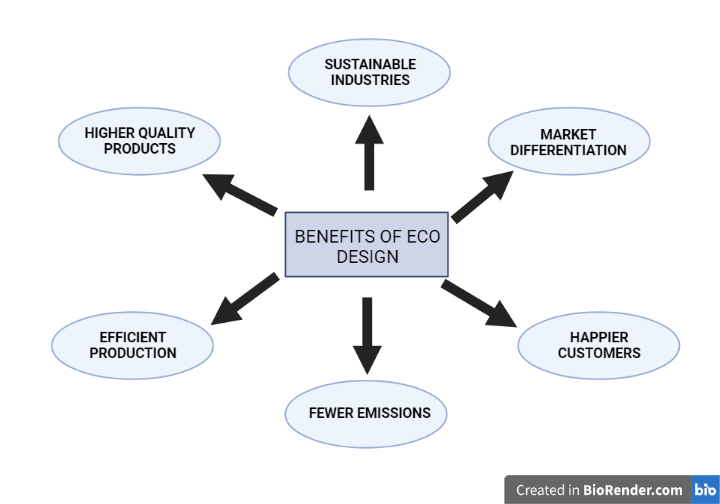 SUSTAINABLE
INDUSTRIES
HIGHER QUALITY
PRODUCTS
MARKET
DIFFERENTIATION
BENEFITS OF ECO
DESIGN
EFFICIENT
PRODUCTION
HAPPIER
CUSTOMERS
FEWER EMISSIONS
Created in BioRender.com bio